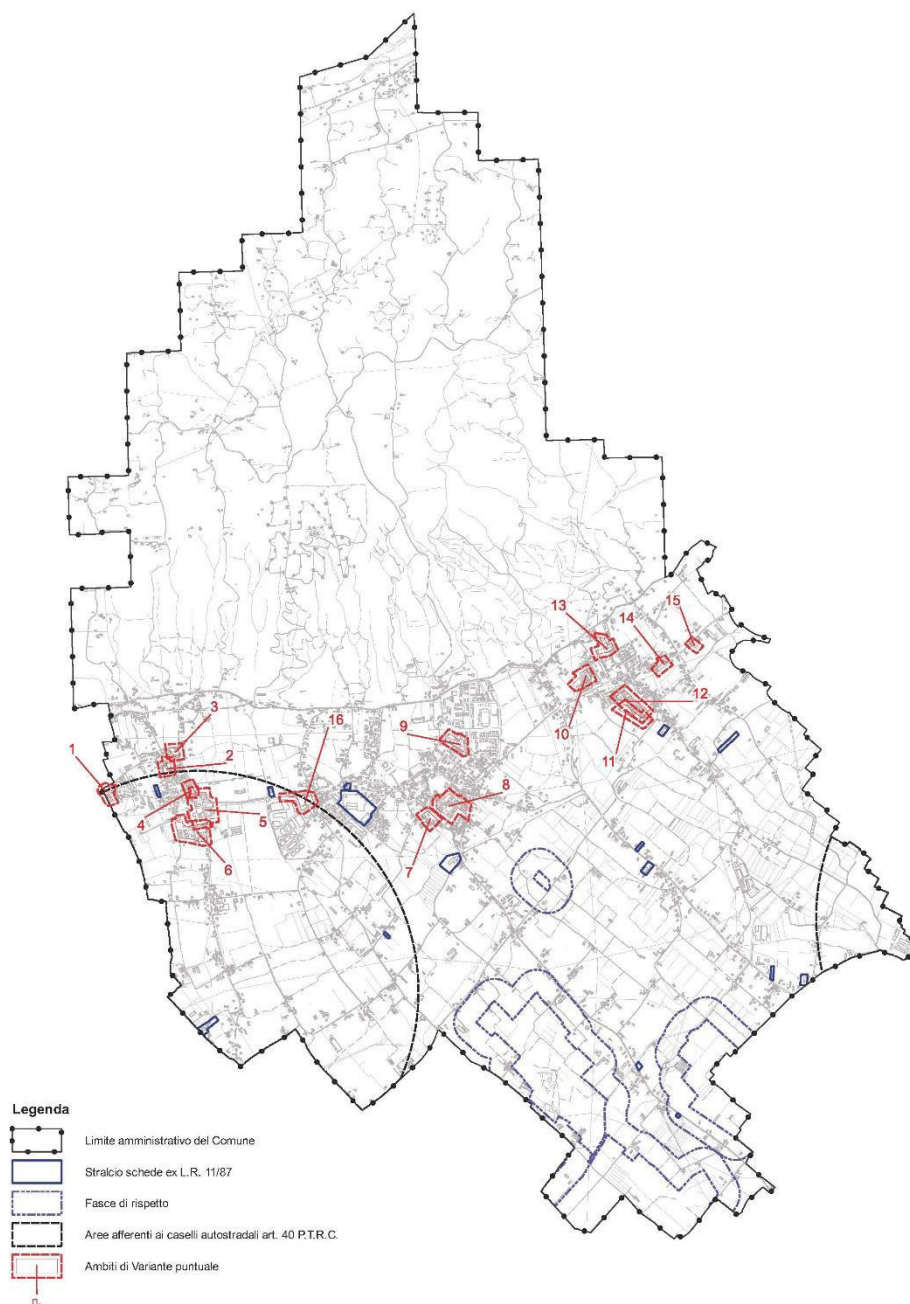 13
14
15
12
10
11
3
2
16
9
1
8
4
5
6
7
Legenda
Limite amministrativo del Comune
Stralcio schede ex L.R. 11/87
Fasce di rispetto
Aree afferenti ai caselli autostradali art. 40 P.T.R.C.
Ambiti di Variante puntuale